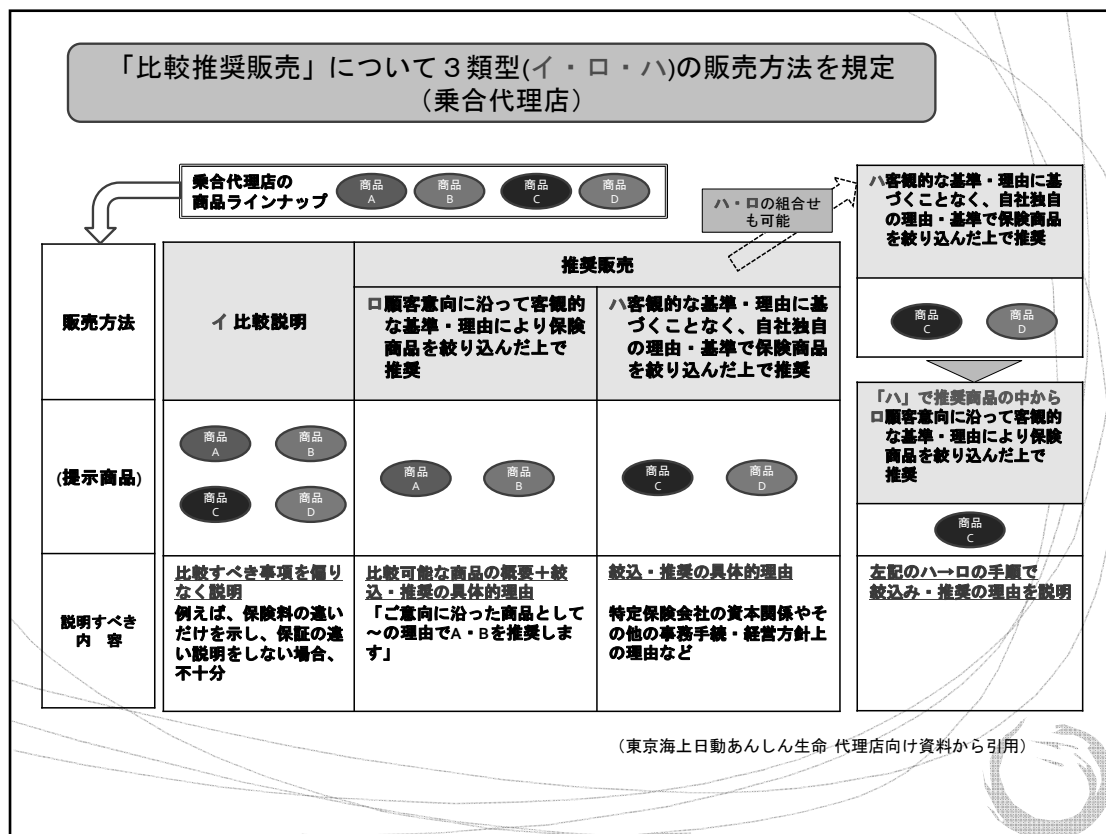 「比較推奨販売」について３類型(イ・ロ・ハ)の販売方法を規定
（乗合代理店）
乗合代理店の
商品ラインナップ
商品
A
商品
B
商品
C
商品
D
ハ・ロの組合せ
も可能
ハ客観的な基準・理由に基
づくことなく、自社独自
の理由・基準で保険商品
を絞り込んだ上で推奨
商品
C
商品
D
「ハ」で推奨商品の中から
ロ顧客意向に沿って客観的
な基準・理由により保険
商品を絞り込んだ上で
推奨
商品
C
左記のハ→ロの手順で
絞込み・推奨の理由を説明
販売方法
イ 比較説明
推奨販売
ロ顧客意向に沿って客観的
な基準・理由により保険
商品を絞り込んだ上で
推奨
ハ客観的な基準・理由に基
づくことなく、自社独自
の理由・基準で保険商品
を絞り込んだ上で推奨
(提示商品)
商品
A
商品
B
商品
C
商品
D
商品
A
商品
B
商品
C
商品
D
説明すべき
内　容
比較すべき事項を偏り
なく説明
例えば、保険料の違い
だけを示し、保証の違
い説明をしない場合、
不十分
比較可能な商品の概要＋絞
込・推奨の具体的理由
「ご意向に沿った商品として
～の理由でA・Bを推奨しま
す」
絞込・推奨の具体的理由
特定保険会社の資本関係やそ
の他の事務手続・経営方針上
の理由など
（東京海上日動あんしん生命 代理店向け資料から引用）